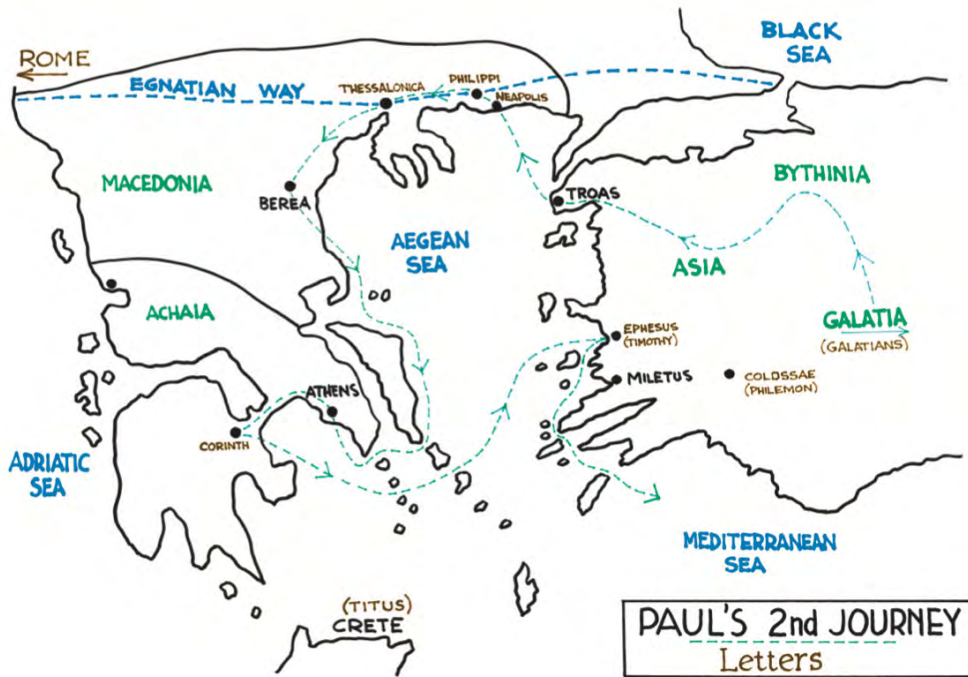 BLACK
SEA
ROME
EGNATIAN WAY
THESSALONICA
PHILIPPI
NEAPOLIS
MACEDONIA
BEREA
TROAS
BYTHINIA
AEGEAN
SEA
ASIA
ACHAIA
EPHESUS
(TIMOTHY)
GALATIA
(GALATIANS)
MILETUS
COLOSSAE
(PHILEMON)
ATHENS
CORINTH
ADRIATIC
SEA
MEDITERRANEAN
SEA
(TITUS)
CRETE
PAUL'S 2nd JOURNEY
Letters